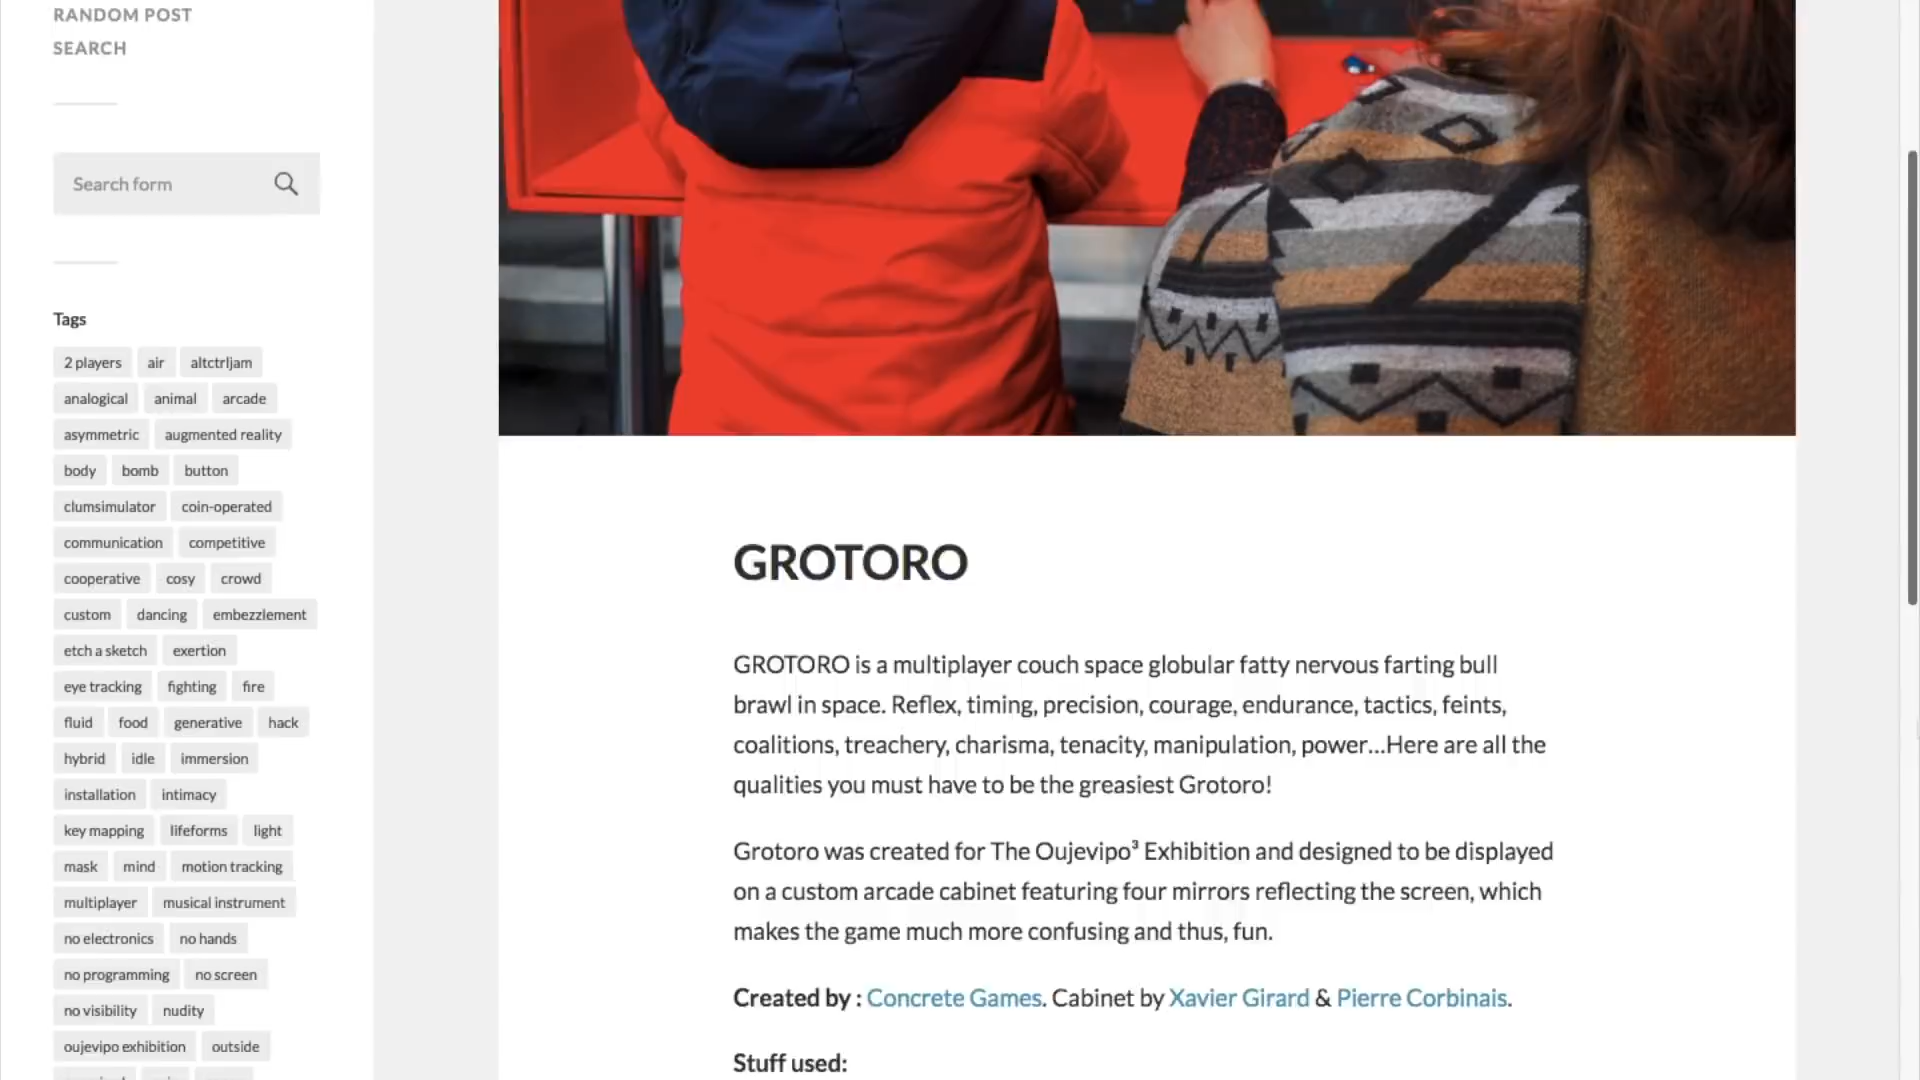 RANDOM POST
SEARCH
Search form
Tags
2 players air altctrljam
analogical animal arcade
asymmetric augmented reality
body bomb button
clumsimulator coin-operated
communication competitive
cooperative cosy crowd
custom dancing embezzlement
etch a sketch exertion
eye tracking fighting fire
fluid food generative hack
hybrid idle immersion
installation intimacy
key mapping lifeforms light
mask mind motion tracking
multiplayer musical instrument
no electronics no hands
no programming no screen
no visibility nudity
oujevipo exhibition outside
GROTORO
GROTORO is a multiplayer couch space globular fatty nervous farting bull
brawl in space. Reflex, timing, precision, courage, endurance, tactics, feints,
coalitions, treachery, charisma, tenacity, manipulation, power...Here are all the
qualities you must have to be the greasiest Grotoro!
Grotoro was created for The Oujevipo³ Exhibition and designed to be displayed
on a custom arcade cabinet featuring four mirrors reflecting the screen, which
makes the game much more confusing and thus, fun.
Created by : Concrete Games. Cabinet by Xavier Girard & Pierre Corbinais.
Stuff used: